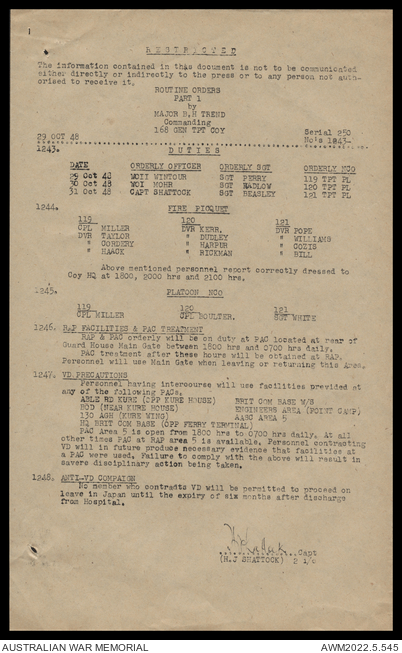 RESTRICTED
The information contained in this document is not to be communicated
either directly or indirectly to the press or to any person not auth-
orised to receive it.
ROUTINE ORDERS
PART 1
by
MAJOR B.H TREND
Commanding
168 GEN TPT COY
Serial 250
29 OCT 48 No's 1243-
1243. DUTIES
DATE ORDERLY OFFICER ORDERLY SGT ORDERLY NCO
29 Oct 48 WOII WINTOUR SGT PERRY 119 TPT PL
30 Oct 48 WOI MOHR SGT RADLOW 120 TPT PL
31 Oct 48 CAPT SHATTOCK SGT BEASLEY 121 TPT PL
1244. FIRE PICQUET
119 120 121
CPL MILLER DVR KERR. DVR POPE
DVR TAYLOR " DUDLEY " WILLIAMS
" CORDERY " HARPUR " COZIS
" HAACK " RICKMAN " BILL
Above mentioned personnel report correctly dressed to
Coy HQ at 1800, 2000 hrs and 2100 hrs.
1245. PLATOON NCO
119 120 121
CPL MILLER CPL BOULTER. SGT WHITE
1246. RAP FACILITIES & PAC TREATMENT
RAP & PAC orderly will be on duty at PAC located at rear of
Guard House Main Gate between 1800 hrs and 0700 hrs daily.
PAC treatment after these hours will be obtained at RAP.
Personnel will use Main Gate when leaving or returning this Area.
1247. VD PRECAUTIONS
Personnel having intercourse will use facilities provided at
any of the following PACs.
ABLE RD KURE (OPP KURE HOUSE) BRIT COM BASE W/S
BOD (NEAR KURE HOUSE) ENGINEERS AREA (POINT CAMP)
130 AGH (KURE WING) AABC AREA 5
HQ BRIT COM BASE (OPP FERRY TERMINAL)
PAC Area 5 is open from 1800 hrs to 0700 hrs daily. At all
other times PAC at RAP area 5 is available. Personnel contracting
VD will in future produce necessary evidence that facilities at
a PAC were used. Failure to comply with the above will result in
savere disciplinary action being taken.
1248. ANTI-VD COMPAIGN
No member who contracts VD will be permitted to proceed on
leave in Japan until the expiry of six months after discharge
from Hospital.
Capt
(H.J SHATTOCK)
AUSTRALIAN WAR MEMORIAL AWM2022.5.545